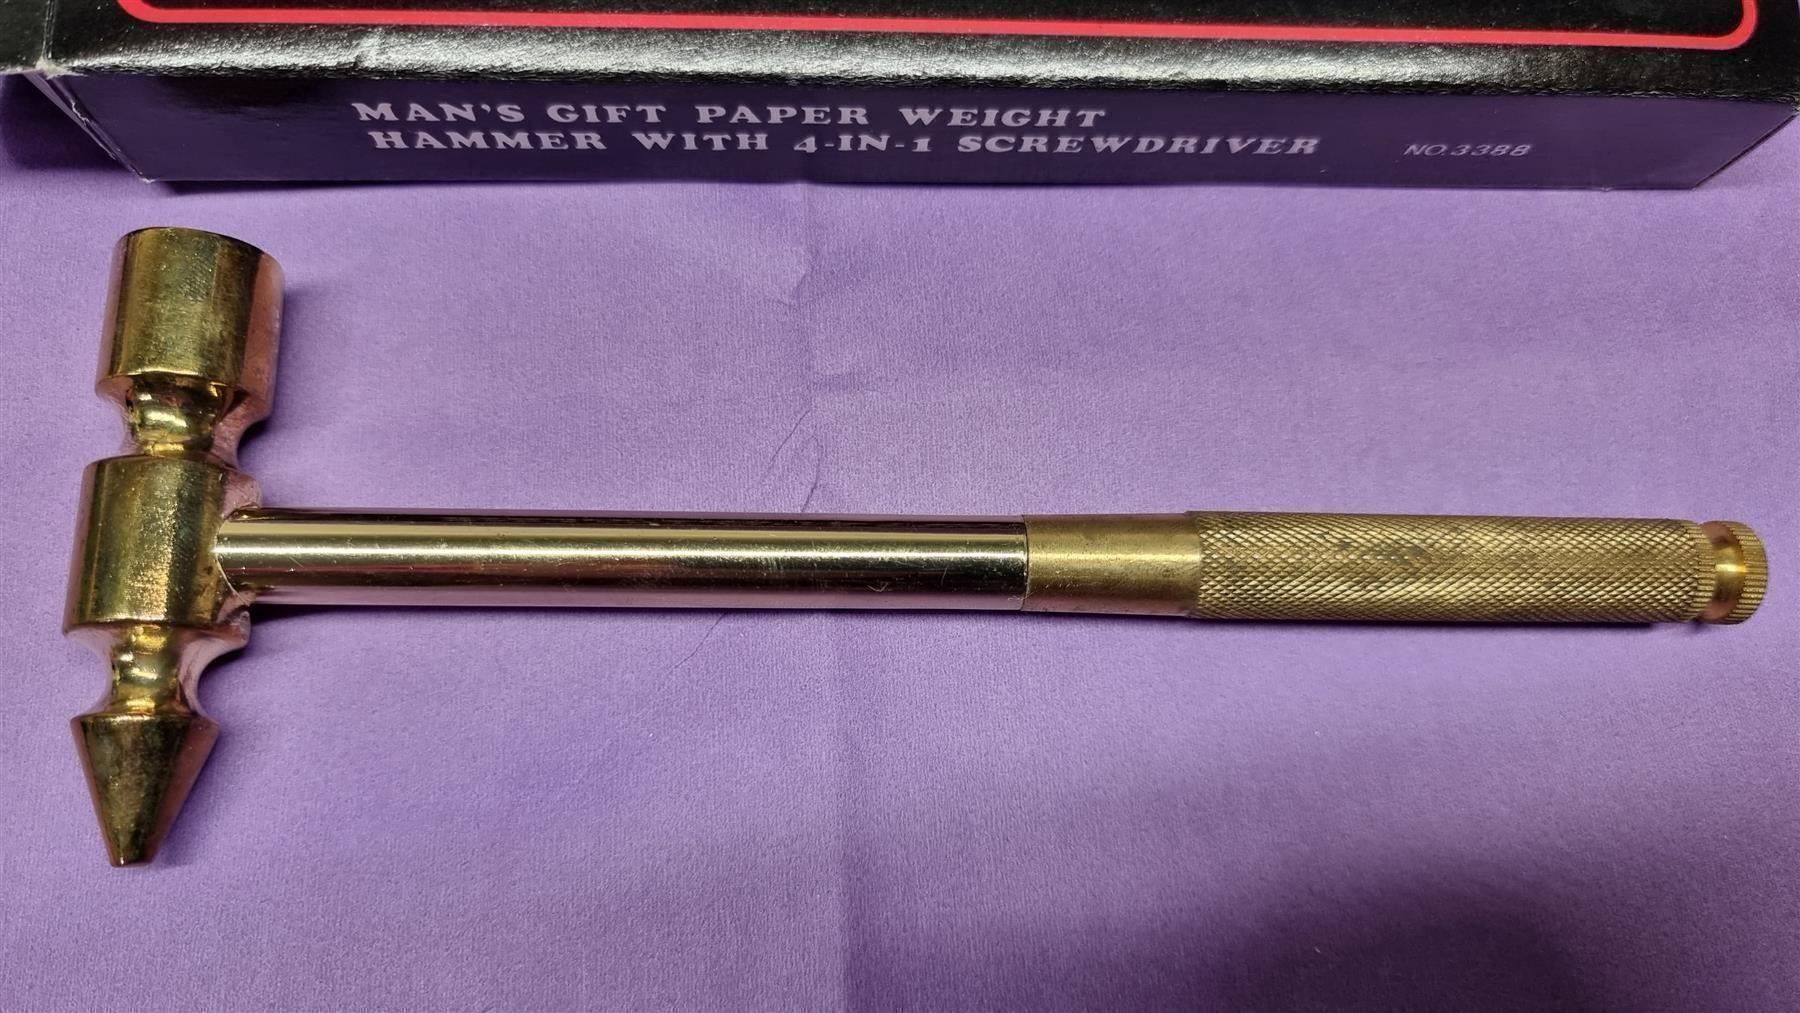 MAN'S GIFT PAPER WEIGHT
HAMMER WITH 4-IN-1 SCREWDRIVER NO.3388